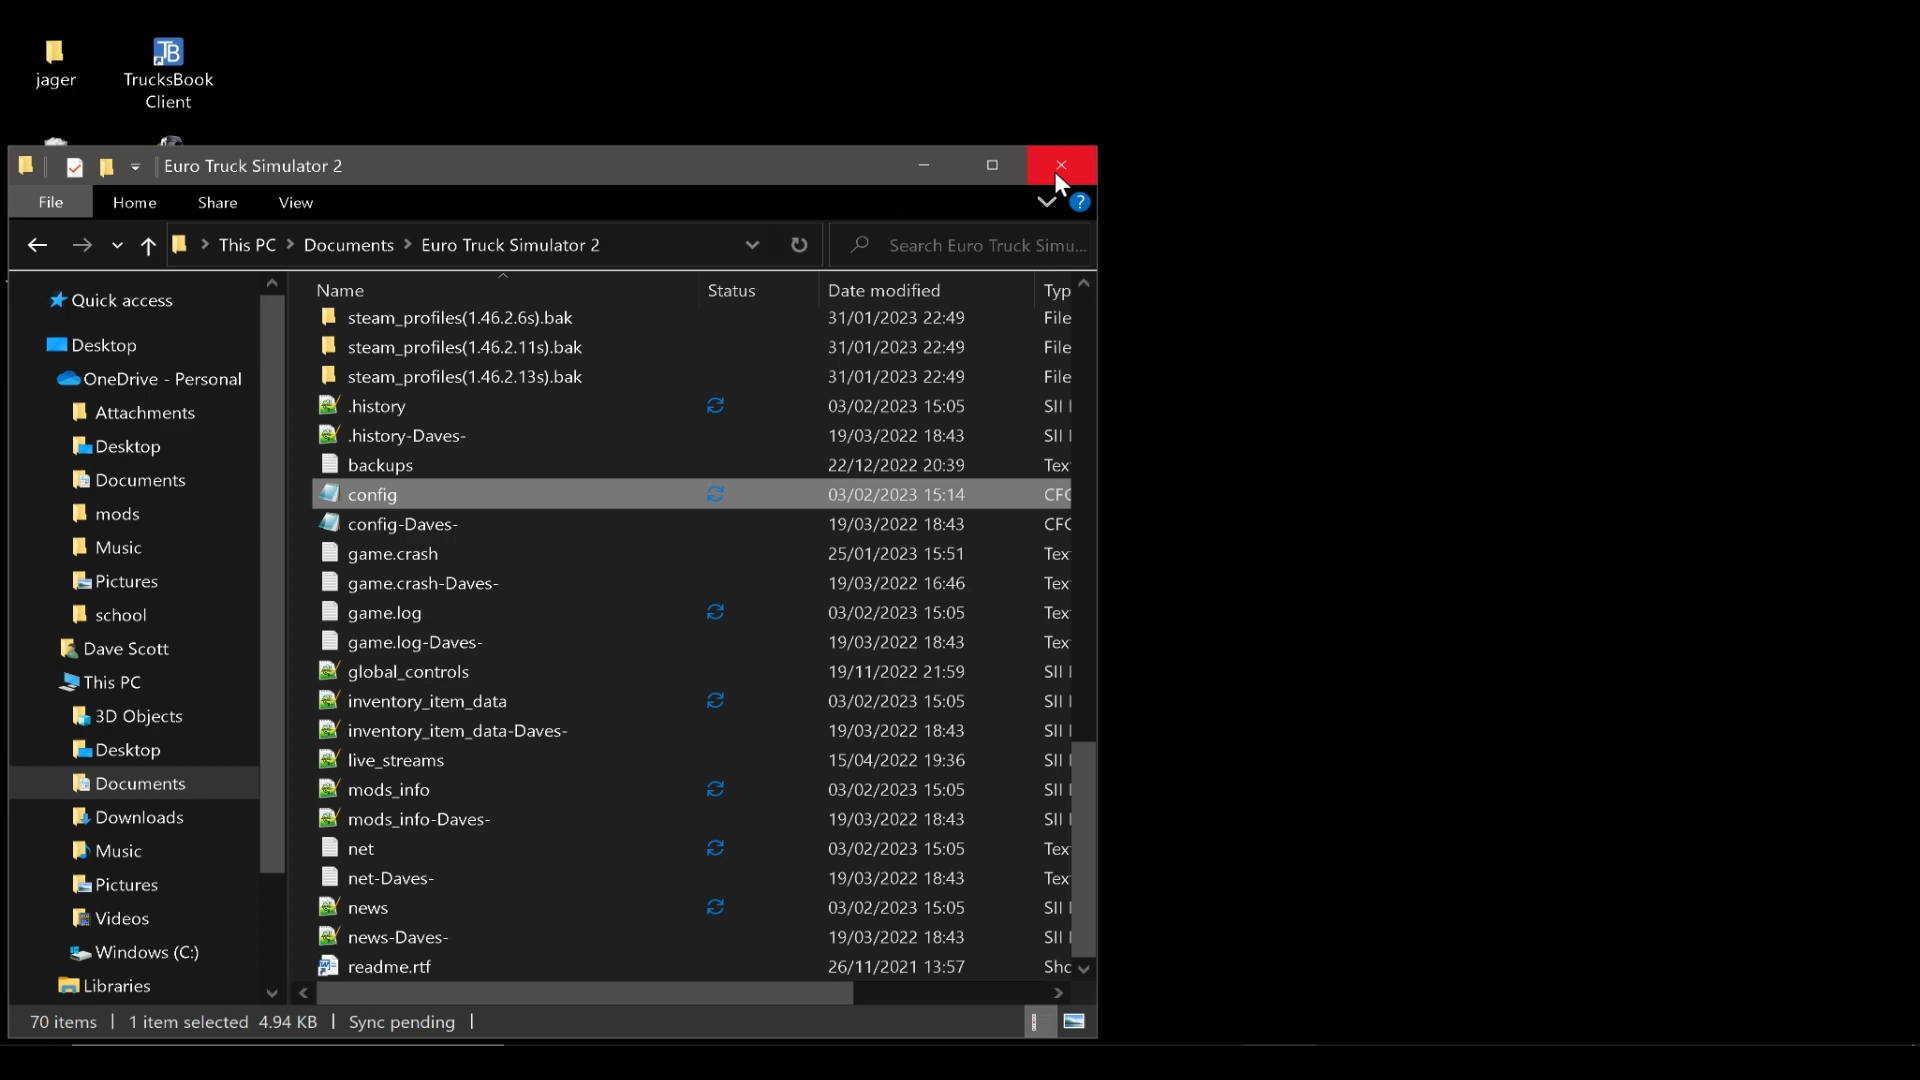 jager
TrucksBook
Client
Euro Truck Simulator 2
File Home Share View
This PC Documents Euro Truck Simulator 2 Search Euro Truck Simu...
Name Status Date modified Typ
steam_profiles(1.46.2.6s).bak 31/01/2023 22:49 File
steam_profiles(1.46.2.11s).bak 31/01/2023 22:49 File
steam_profiles(1.46.2.13s).bak 31/01/2023 22:49 File
.history 03/02/2023 15:05 SII
.history-Daves- 19/03/2022 18:43 SII
backups 22/12/2022 20:39 Tex
config 03/02/2023 15:14 CFG
config-Daves- 19/03/2022 18:43 CFG
game.crash 25/01/2023 15:51 Tex
game.crash-Daves- 19/03/2022 16:46 Tex
game.log 03/02/2023 15:05 Tex
game.log-Daves- 19/03/2022 18:43 Tex
global_controls 19/11/2022 21:59 SII
inventory_item_data 03/02/2023 15:05 SII
inventory_item_data-Daves- 19/03/2022 18:43 SII
live_streams 15/04/2022 19:36 SII
mods_info 03/02/2023 15:05 SII
mods_info-Daves- 19/03/2022 18:43 SII
net 03/02/2023 15:05 Tex
net-Daves- 19/03/2022 18:43 Tex
news 03/02/2023 15:05 SII
news-Daves- 19/03/2022 18:43 SII
readme.rtf 26/11/2021 13:57 Sho
Quick access
Desktop
OneDrive - Personal
Attachments
Desktop
Documents
mods
Music
Pictures
school
Dave Scott
This PC
3D Objects
Desktop
Documents
Downloads
Music
Pictures
Videos
Windows (C:)
Libraries
70 items 1 item selected 4.94 KB Sync pending